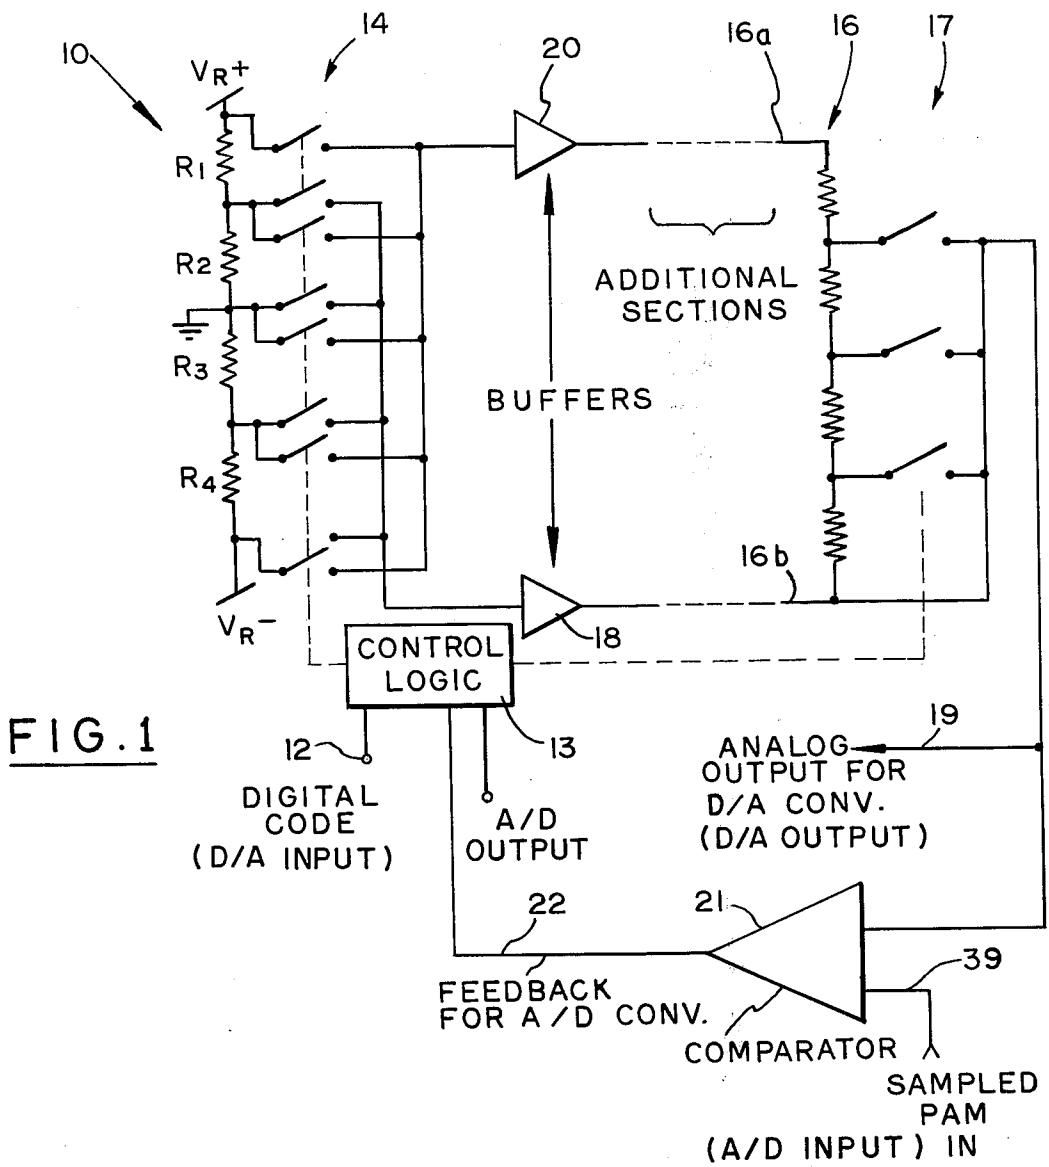 10
14
20
16a
16
17
VR+
R1
R2
R3
R4
VR−
ADDITIONAL
SECTIONS
BUFFERS
16b
18
CONTROL
LOGIC
FIG.1
12
13
DIGITAL
CODE
(D/A INPUT)
A/D
OUTPUT
19
ANALOG
OUTPUT FOR
D/A CONV.
(D/A OUTPUT)
21
22
39
FEEDBACK
FOR A/D CONV.
COMPARATOR
SAMPLED
PAM
(A/D INPUT) IN